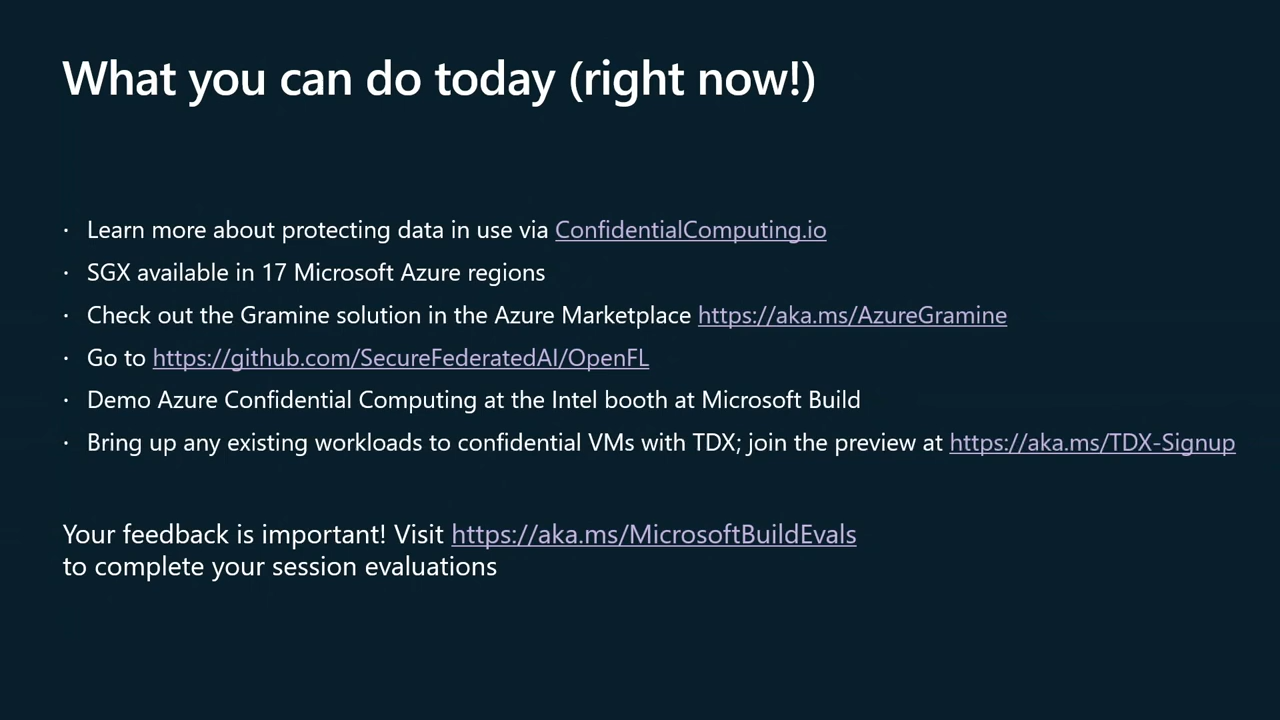 What you can do today (right now!)
· Learn more about protecting data in use via ConfidentialComputing.io
· SGX available in 17 Microsoft Azure regions
· Check out the Gramine solution in the Azure Marketplace https://aka.ms/AzureGramine
· Go to https://github.com/SecureFederatedAI/OpenFL
· Demo Azure Confidential Computing at the Intel booth at Microsoft Build
· Bring up any existing workloads to confidential VMs with TDX; join the preview at https://aka.ms/TDX-Signup
Your feedback is important! Visit https://aka.ms/MicrosoftBuildEvals
to complete your session evaluations